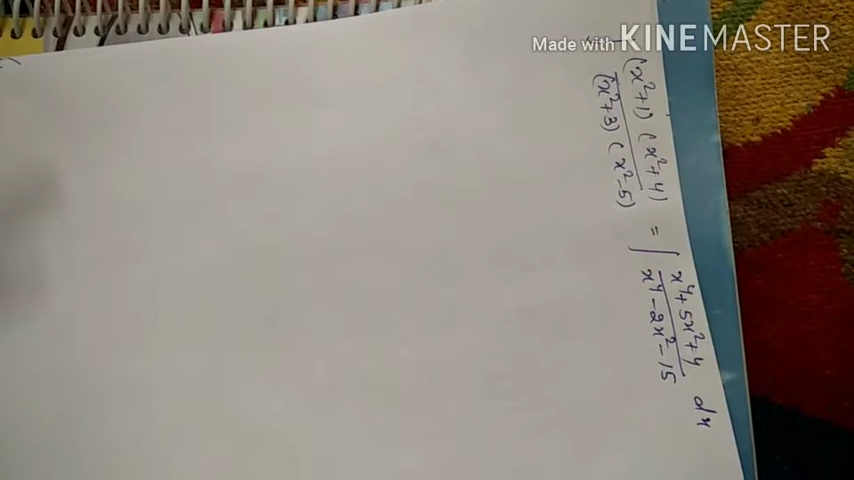 Made with KINEMASTER
(x²+1) (x²+4) / (x²+3) (x²-5) = ∫ x⁴+5x²+4 / x⁴-2x²-15 dx